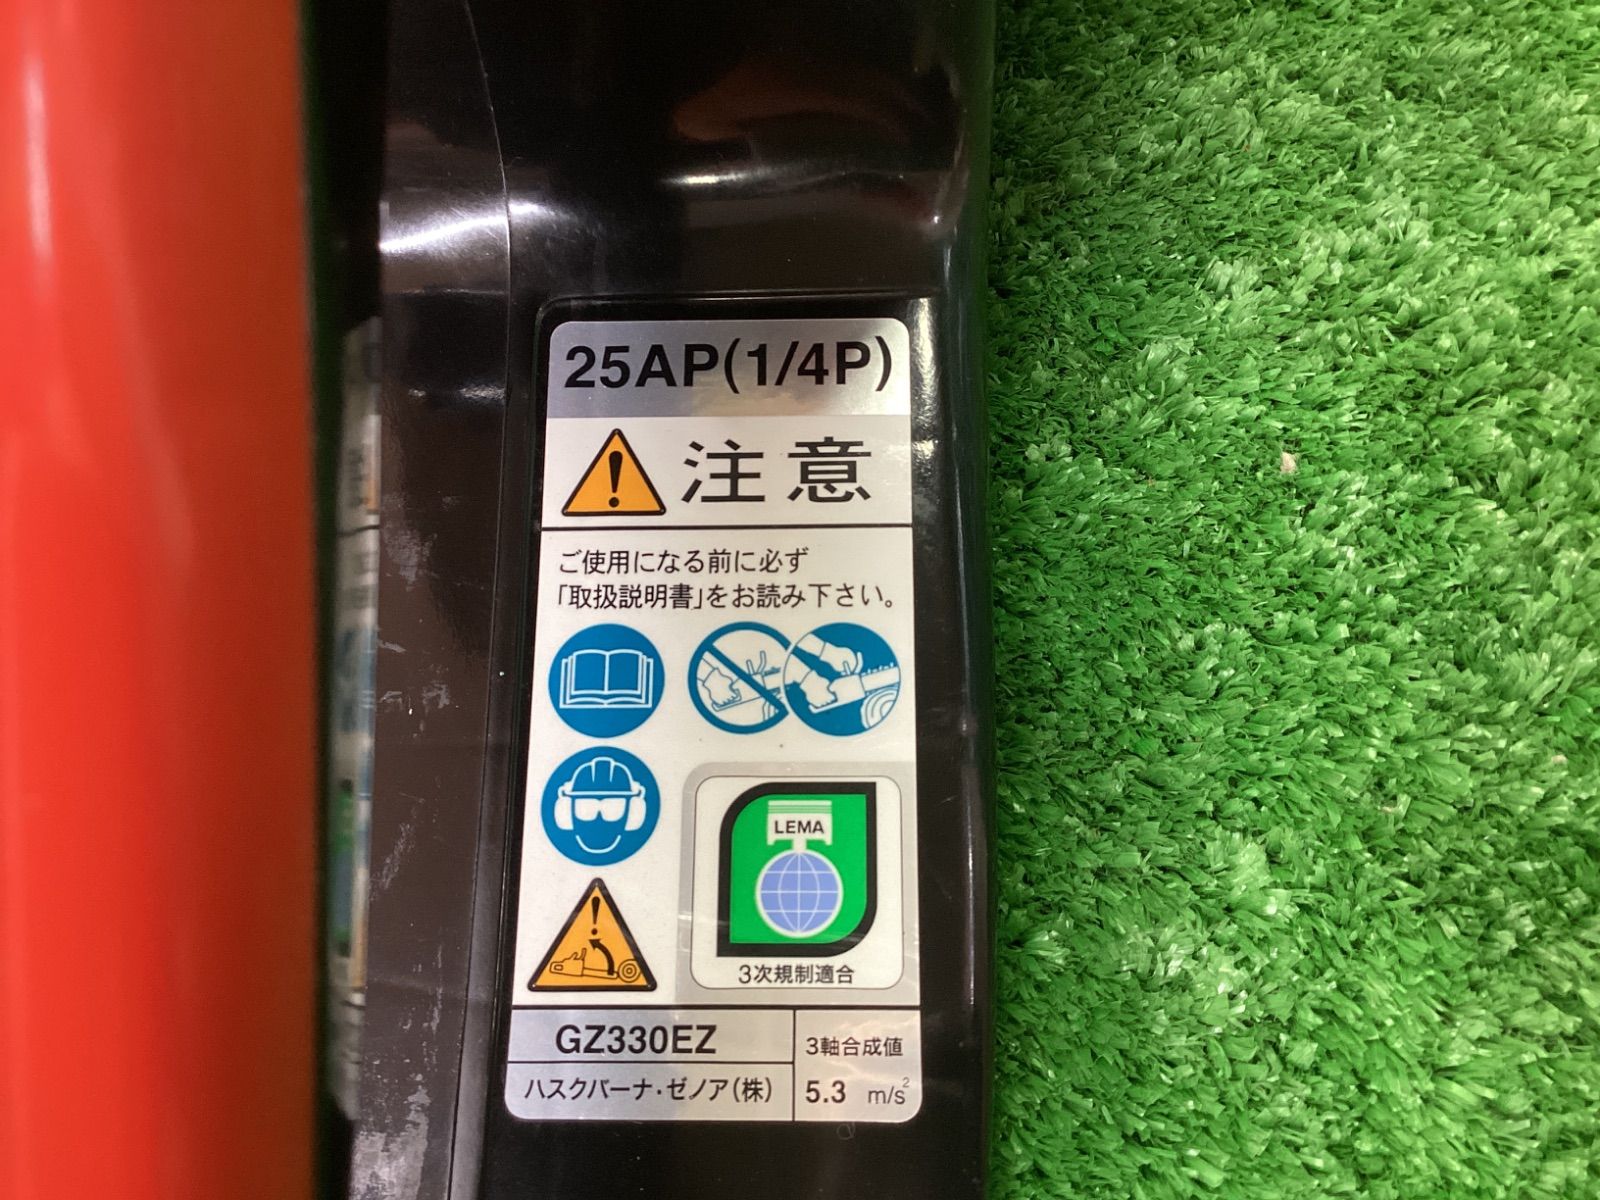 25AP(1/4P)
注意
ご使用になる前に必ず
「取扱説明書」をお読み下さい。
LEMA
3次規制適合
GZ330EZ
3軸合成値
ハスクバーナ・ゼノア(株)
5.3 m/s²